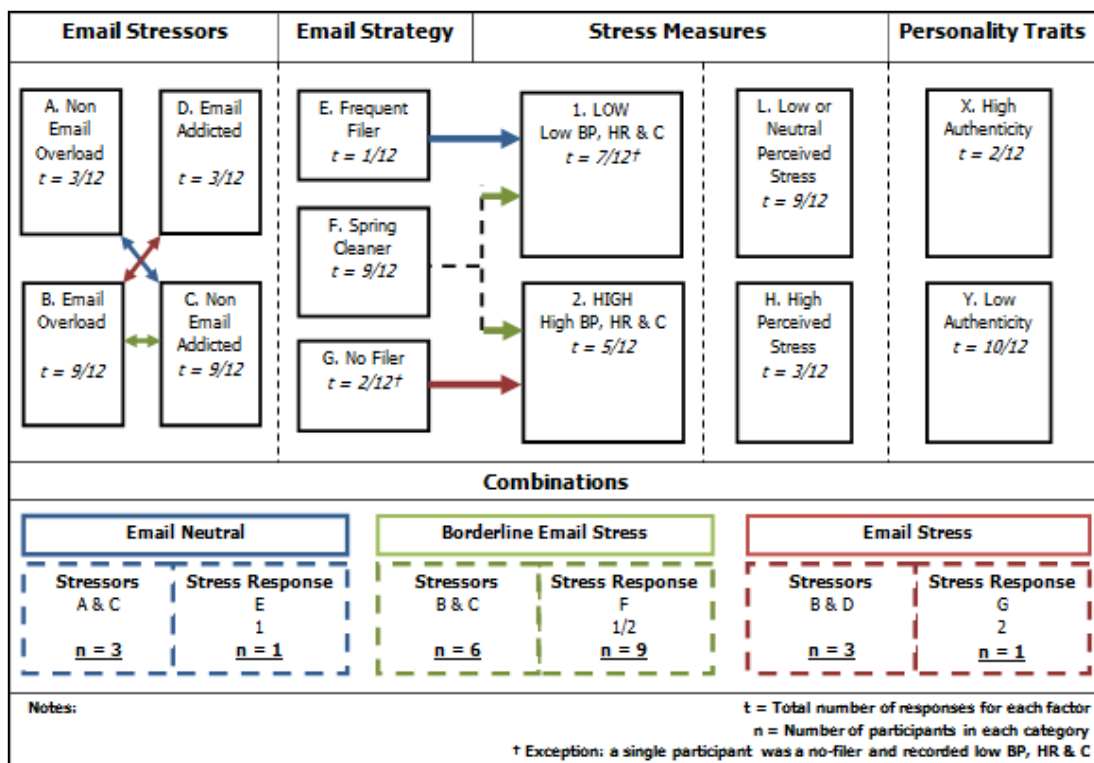 Email Stressors
Email Strategy
Stress Measures
Personality Traits
A. Non
Email
Overload
t = 3/12
D. Email
Addicted
t = 3/12
B. Email
Overload
t = 9/12
C. Non
Email
Addicted
t = 9/12
E. Frequent
Filer
t = 1/12
F. Spring
Cleaner
t = 9/12
G. No Filer
t = 2/12†
1. LOW
Low BP, HR & C
t = 7/12†
2. HIGH
High BP, HR & C
t = 5/12
L. Low or
Neutral
Perceived
Stress
t = 9/12
H. High
Perceived
Stress
t = 3/12
X. High
Authenticity
t = 2/12
Y. Low
Authenticity
t = 10/12
Combinations
Email Neutral
Stressors
A & C
n = 3
Stress Response
E
1
n = 1
Borderline Email Stress
Stressors
B & C
n = 6
Stress Response
F
1/2
n = 9
Email Stress
Stressors
B & D
n = 3
Stress Response
G
2
n = 1
Notes:
t = Total number of responses for each factor
n = Number of participants in each category
† Exception: a single participant was a no-filer and recorded low BP, HR & C